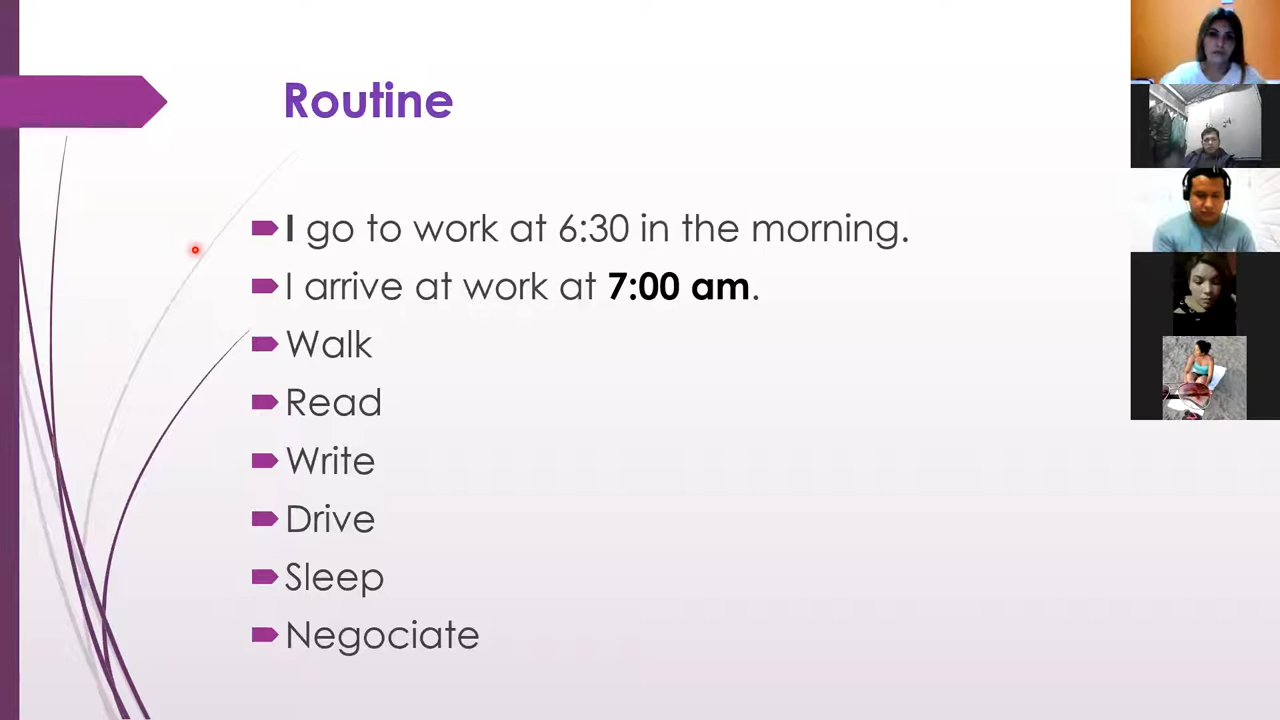 Routine
I go to work at 6:30 in the morning.
I arrive at work at 7:00 am.
Walk
Read
Write
Drive
Sleep
Negociate